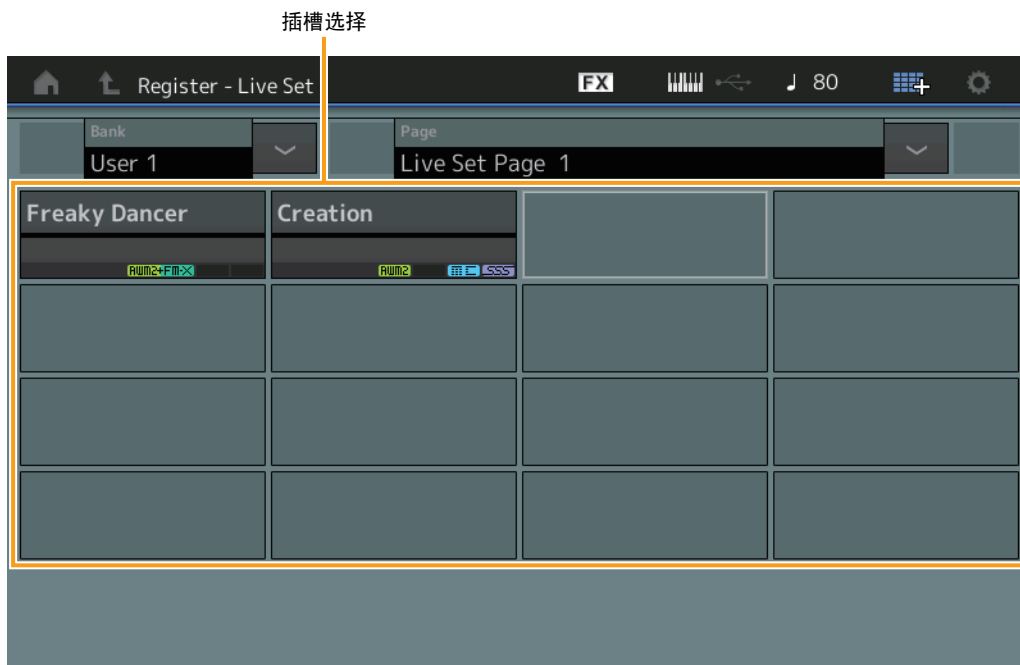 插槽选择
Register - Live Set
FX
♩ 80
Bank
User 1
Page
Live Set Page 1
Freaky Dancer
Creation
AWM2+FM-X
AWM2
SSS